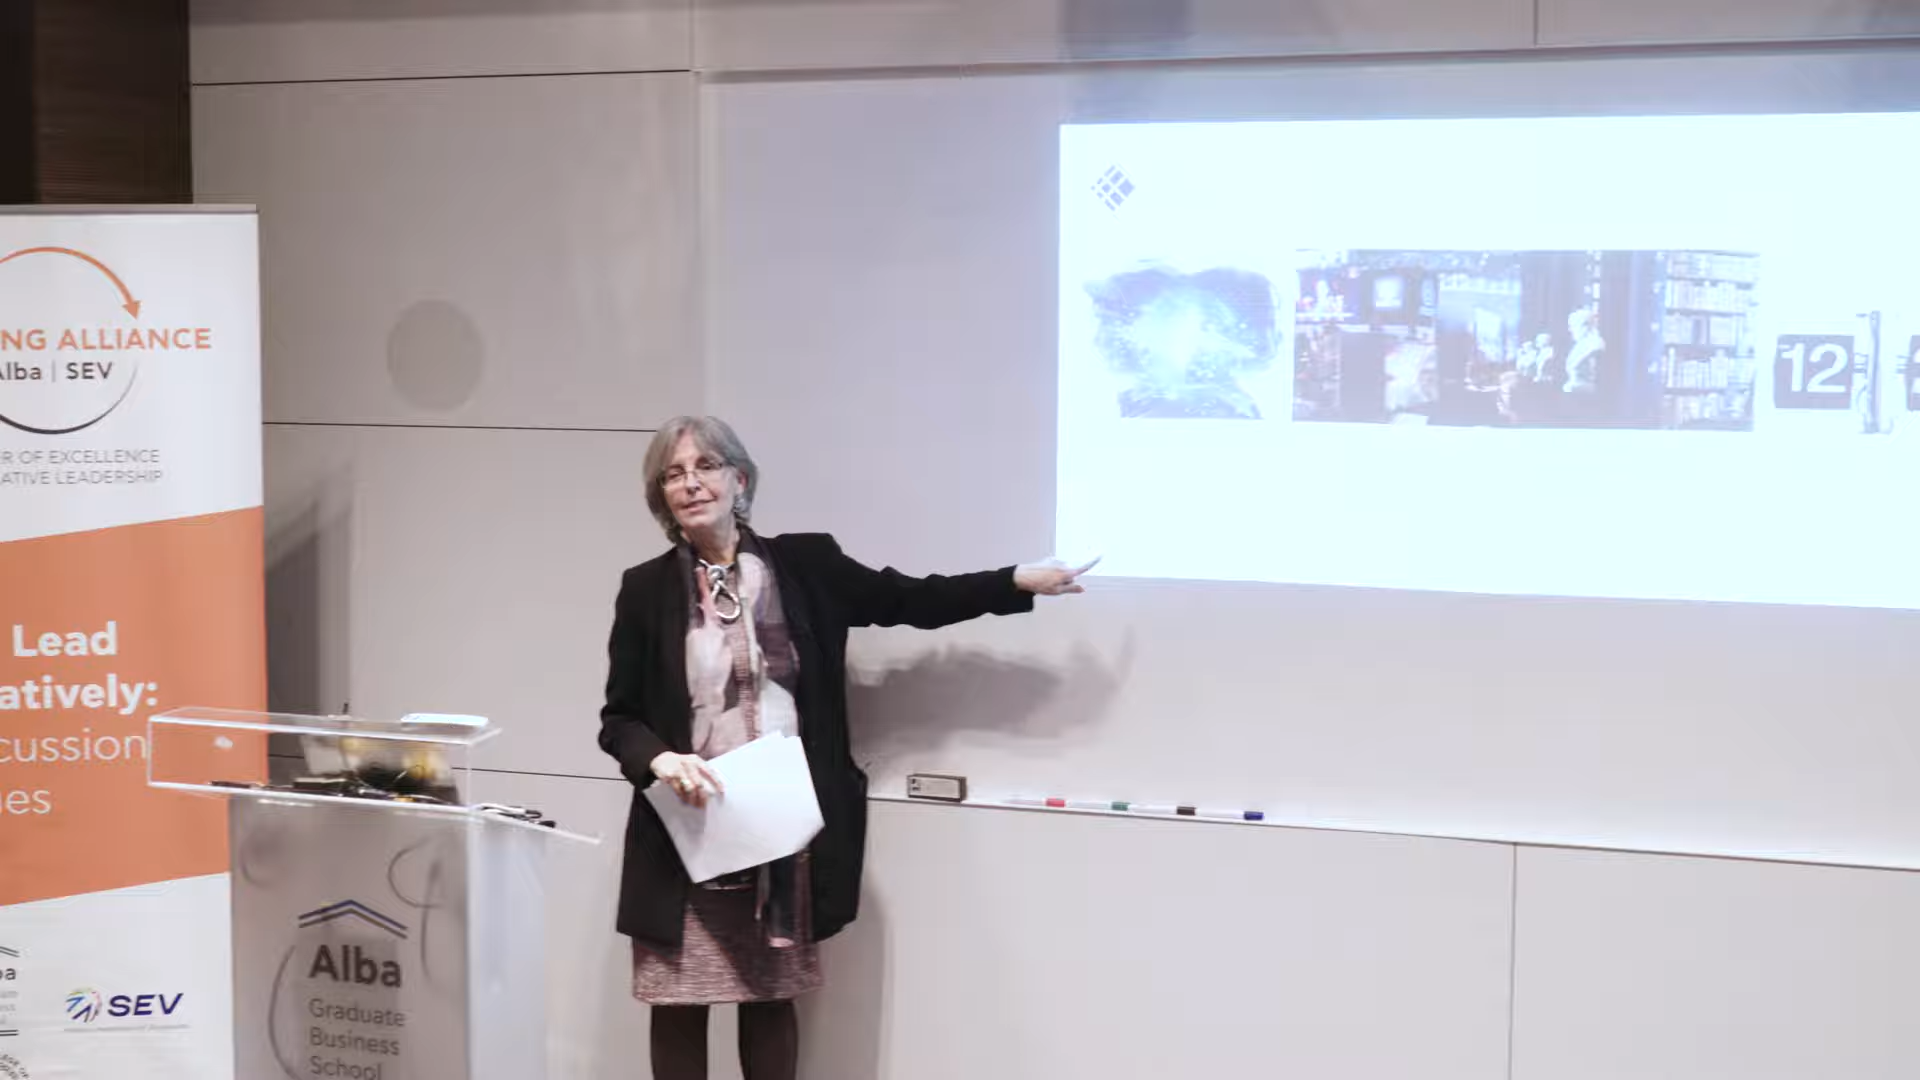 NG ALLIANCE
Alba | SEV
R OF EXCELLENCE
ATIVE LEADERSHIP
Lead
atively:
cussion
es
SEV
Alba
Graduate
Business
School
12